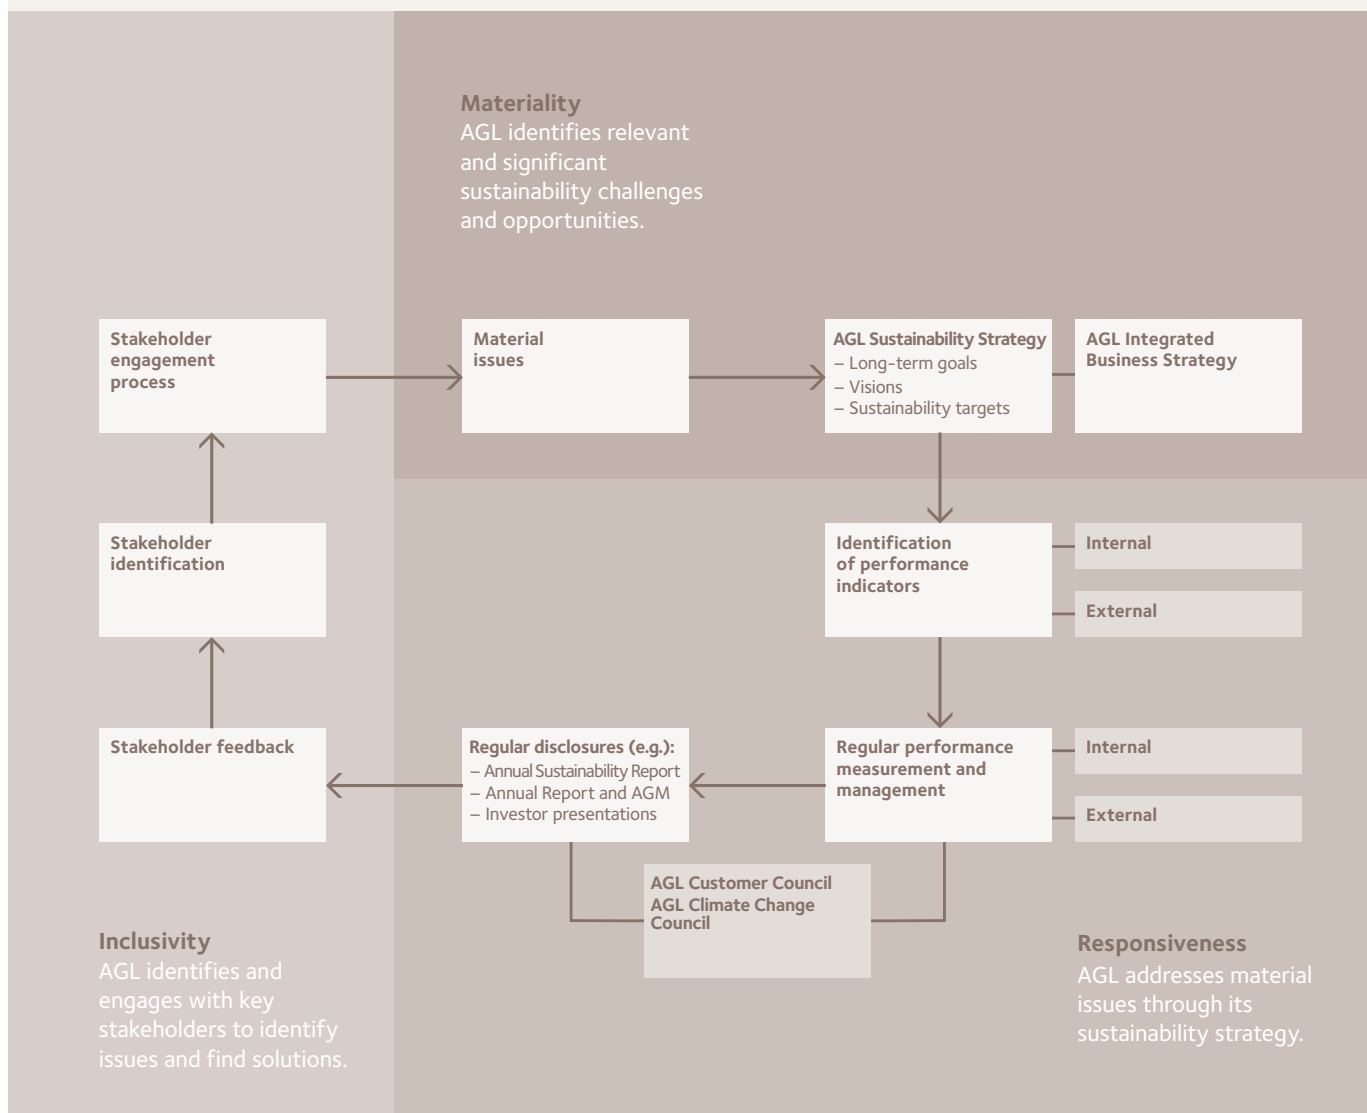 Materiality
AGL identifies relevant
and significant
sustainability challenges
and opportunities.
Stakeholder
engagement
process
Material
issues
AGL Sustainability Strategy
– Long-term goals
– Visions
– Sustainability targets
AGL Integrated
Business Strategy
Stakeholder
identification
Identification
of performance
indicators
Internal
External
Stakeholder feedback
Regular disclosures (e.g.):
– Annual Sustainability Report
– Annual Report and AGM
– Investor presentations
Regular performance
measurement and
management
Internal
External
AGL Customer Council
AGL Climate Change
Council
Inclusivity
AGL identifies and
engages with key
stakeholders to identify
issues and find solutions.
Responsiveness
AGL addresses material
issues through its
sustainability strategy.